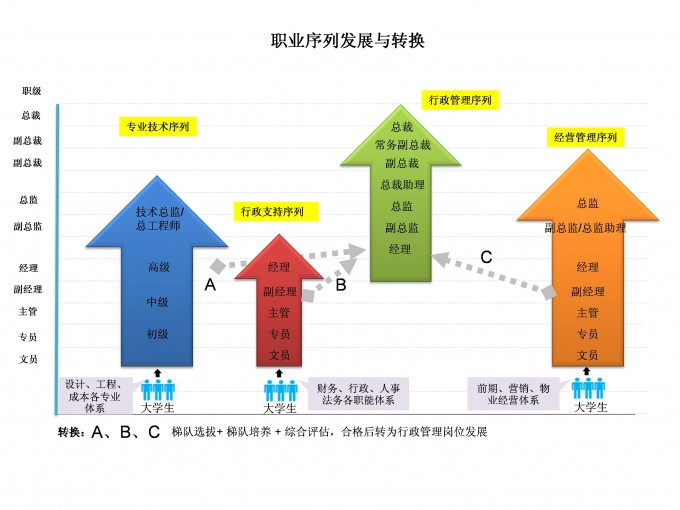 职业序列发展与转换
职级
总裁
副总裁
副总裁
总监
副总监
经理
副经理
主管
专员
文员
专业技术序列
技术总监/
总工程师
高级
中级
初级
行政支持序列
经理
副经理
主管
专员
文员
行政管理序列
总裁
常务副总裁
副总裁
总裁助理
总监
副总监
经理
经营管理序列
总监
副总监/总监助理
经理
副经理
主管
专员
文员
A
B
C
设计、工程、
成本各专业
体系
大学生
财务、行政、人事
法务各职能体系
大学生
前期、营销、物
业经营体系
大学生
转换：A、B、C 梯队选拔+ 梯队培养 + 综合评估，合格后转为行政管理岗位发展